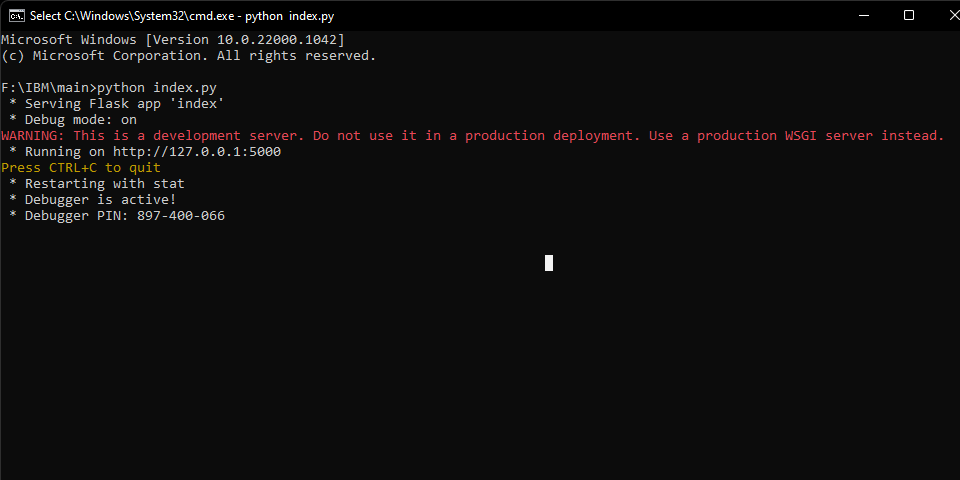 Select C:\Windows\System32\cmd.exe - python  index.py
Microsoft Windows [Version 10.0.22000.1042]
(c) Microsoft Corporation. All rights reserved.
F:\IBM\main>python index.py
 * Serving Flask app 'index'
 * Debug mode: on
WARNING: This is a development server. Do not use it in a production deployment. Use a production WSGI server instead.
 * Running on http://127.0.0.1:5000
Press CTRL+C to quit
 * Restarting with stat
 * Debugger is active!
 * Debugger PIN: 897-400-066